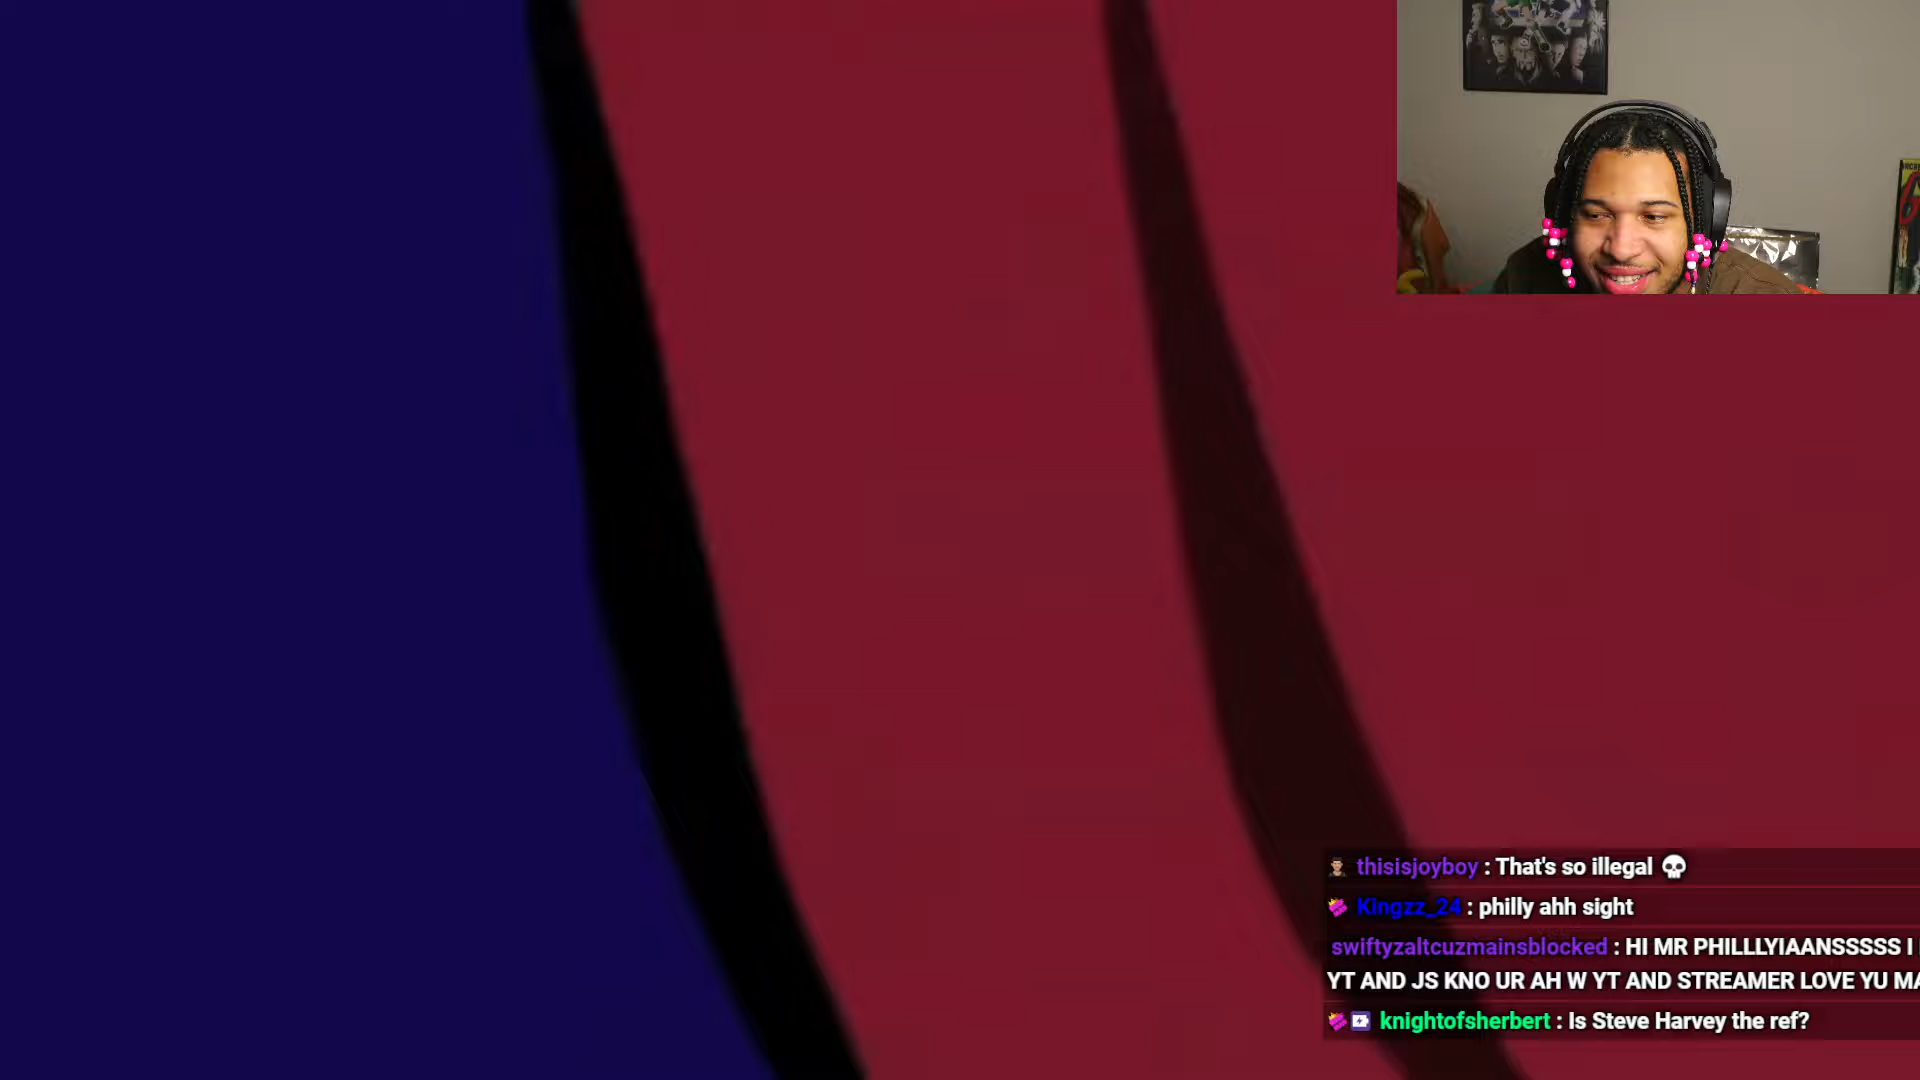 thisisjoyboy : That's so illegal 💀
Kingzz_24 : philly ahh sight
swiftyzaltcuzmainsblocked : HI MR PHILLLYIAANSSSSS I
YT AND JS KNO UR AH W YT AND STREAMER LOVE YU MA
knightofsherbert : Is Steve Harvey the ref?